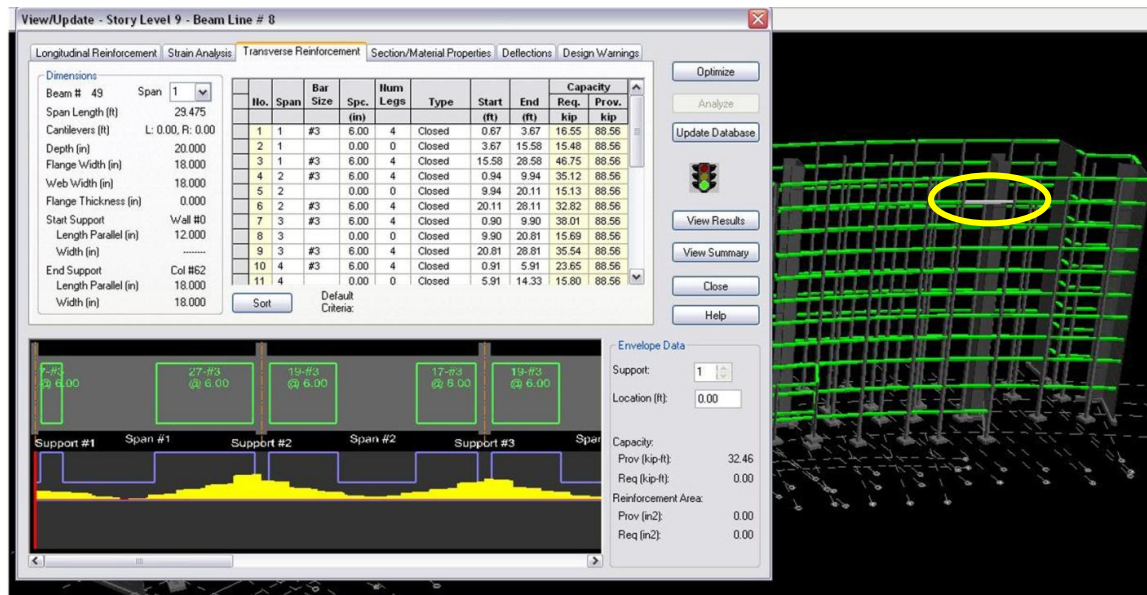 View/Update - Story Level 9 - Beam Line # 8
Longitudinal Reinforcement Strain Analysis Transverse Reinforcement Section/Material Properties Deflections Design Warnings
Dimensions
Beam # 49 Span 1
Span Length (ft) 29.475
Cantilevers (ft) L: 0.00, R: 0.00
Depth (in) 20.000
Flange Width (in) 18.000
Web Width (in) 18.000
Flange Thickness (in) 0.000
Start Support Wall #0
Length Parallel (in) 12.000
Width (in) -------
End Support Col #62
Length Parallel (in) 18.000
Width (in) 18.000
No. Span Bar Size Spc. Num Legs Type Start End Capacity Req. Prov.
(in) (ft) (ft) kip kip
1 1 #3 6.00 4 Closed 0.67 3.67 16.55 88.56
2 1 0.00 0 Closed 3.67 15.58 15.48 88.56
3 1 #3 6.00 4 Closed 15.58 28.58 46.75 88.56
4 2 #3 6.00 4 Closed 0.94 9.94 35.12 88.56
5 2 0.00 0 Closed 9.94 20.11 15.13 88.56
6 2 #3 6.00 4 Closed 20.11 28.11 32.82 88.56
7 3 #3 6.00 4 Closed 0.90 9.90 38.01 88.56
8 3 0.00 0 Closed 9.90 20.81 15.69 88.56
9 3 #3 6.00 4 Closed 20.81 28.81 35.54 88.56
10 4 #3 6.00 4 Closed 0.91 5.91 23.65 88.56
11 4 0.00 0 Closed 5.91 14.33 15.80 88.56
Sort Default
Criteria:
Optimize
Analyze
Update Database
View Results
View Summary
Close
Help
7-#3 27-#3 19-#3 17-#3 19-#3
@ 6.00 @ 6.00 @ 6.00 @ 6.00 @ 6.00
Support #1 Span #1 Support #2 Span #2 Support #3 Spar
Envelope Data
Support: 1
Location (ft): 0.00
Capacity:
Prov (kip-ft): 32.46
Req (kip-ft): 0.00
Reinforcement Area:
Prov (in2): 0.00
Req (in2): 0.00